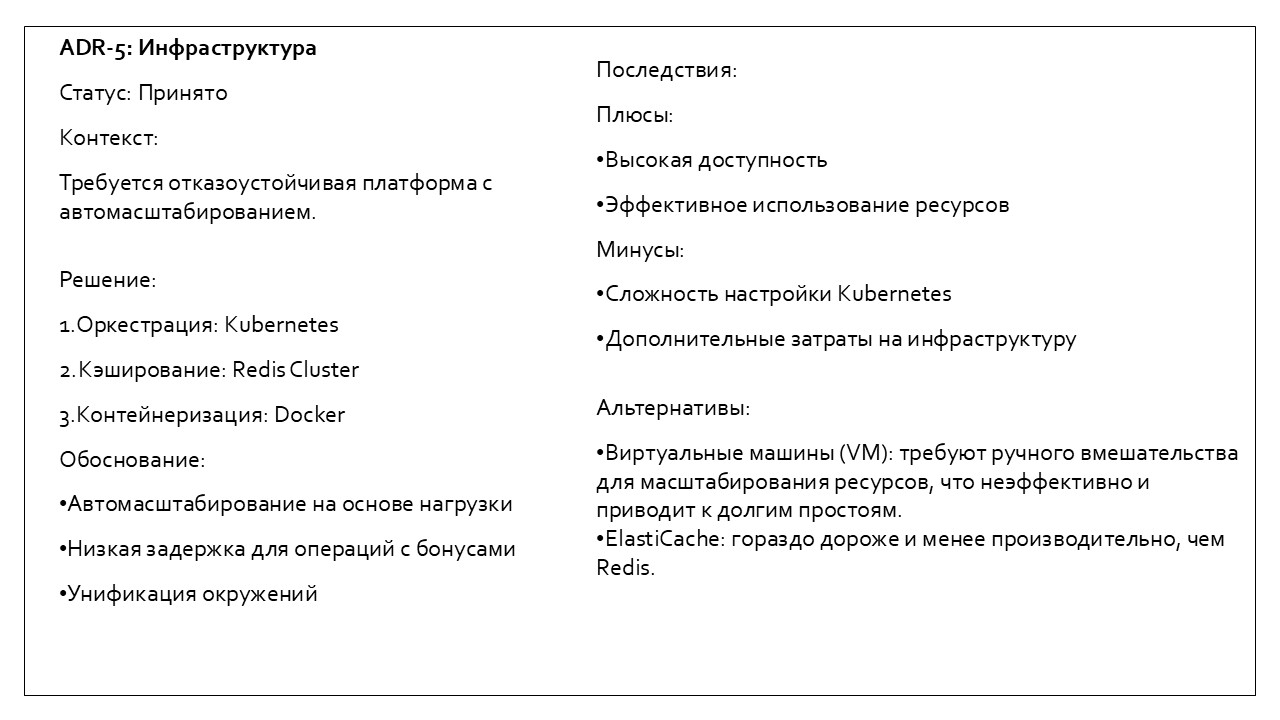 ADR-5: Инфраструктура
Статус: Принято
Контекст:
Требуется отказоустойчивая платформа с
автомасштабированием.
Решение:
1.Оркестрация: Kubernetes
2.Кэширование: Redis Cluster
3.Контейнеризация: Docker
Обоснование:
•Автомасштабирование на основе нагрузки
•Низкая задержка для операций с бонусами
•Унификация окружений
Последствия:
Плюсы:
•Высокая доступность
•Эффективное использование ресурсов
Минусы:
•Сложность настройки Kubernetes
•Дополнительные затраты на инфраструктуру
Альтернативы:
•Виртуальные машины (VM): требуют ручного вмешательства
для масштабирования ресурсов, что неэффективно и
приводит к долгим простоям.
•ElastiCache: гораздо дороже и менее производительно, чем
Redis.